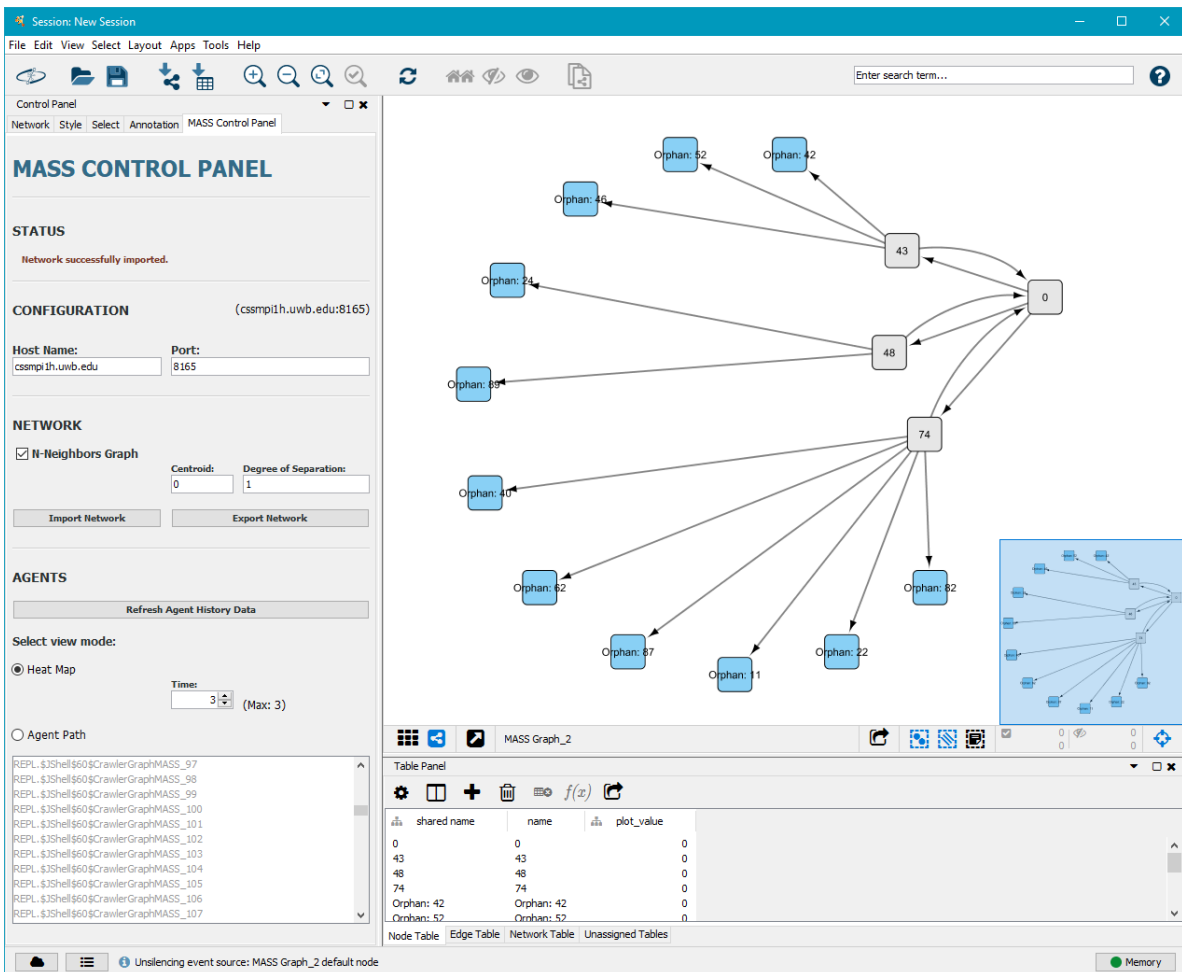 Session: New Session
File Edit View Select Layout Apps Tools Help
Enter search term...
Control Panel
Network Style Select Annotation MASS Control Panel
MASS CONTROL PANEL
STATUS
Network successfully imported.
CONFIGURATION (cssmpi1h.uwb.edu:8165)
Host Name: Port:
cssmpi1h.uwb.edu 8165
NETWORK
N-Neighbors Graph
Centroid: Degree of Separation:
0 1
Import Network Export Network
AGENTS
Refresh Agent History Data
Select view mode:
Heat Map
Time:
3 (Max: 3)
Agent Path
REPL.$JShell$60$CrawlerGraphMASS_97
REPL.$JShell$60$CrawlerGraphMASS_98
REPL.$JShell$60$CrawlerGraphMASS_99
REPL.$JShell$60$CrawlerGraphMASS_100
REPL.$JShell$60$CrawlerGraphMASS_101
REPL.$JShell$60$CrawlerGraphMASS_102
REPL.$JShell$60$CrawlerGraphMASS_103
REPL.$JShell$60$CrawlerGraphMASS_104
REPL.$JShell$60$CrawlerGraphMASS_105
REPL.$JShell$60$CrawlerGraphMASS_106
REPL.$JShell$60$CrawlerGraphMASS_107
Orphan: 52
Orphan: 42
Orphan: 46
43
Orphan: 24
0
48
Orphan: 89
74
Orphan: 40
Orphan: 62
Orphan: 82
Orphan: 87
Orphan: 22
Orphan: 11
MASS Graph_2
0 0
0 0
Table Panel
f(x)
shared name name plot_value
0 0 0
43 43 0
48 48 0
74 74 0
Orphan: 42 Orphan: 42 0
Orphan: 52 Orphan: 52 0
Node Table Edge Table Network Table Unassigned Tables
Unsilencing event source: MASS Graph_2 default node
Memory